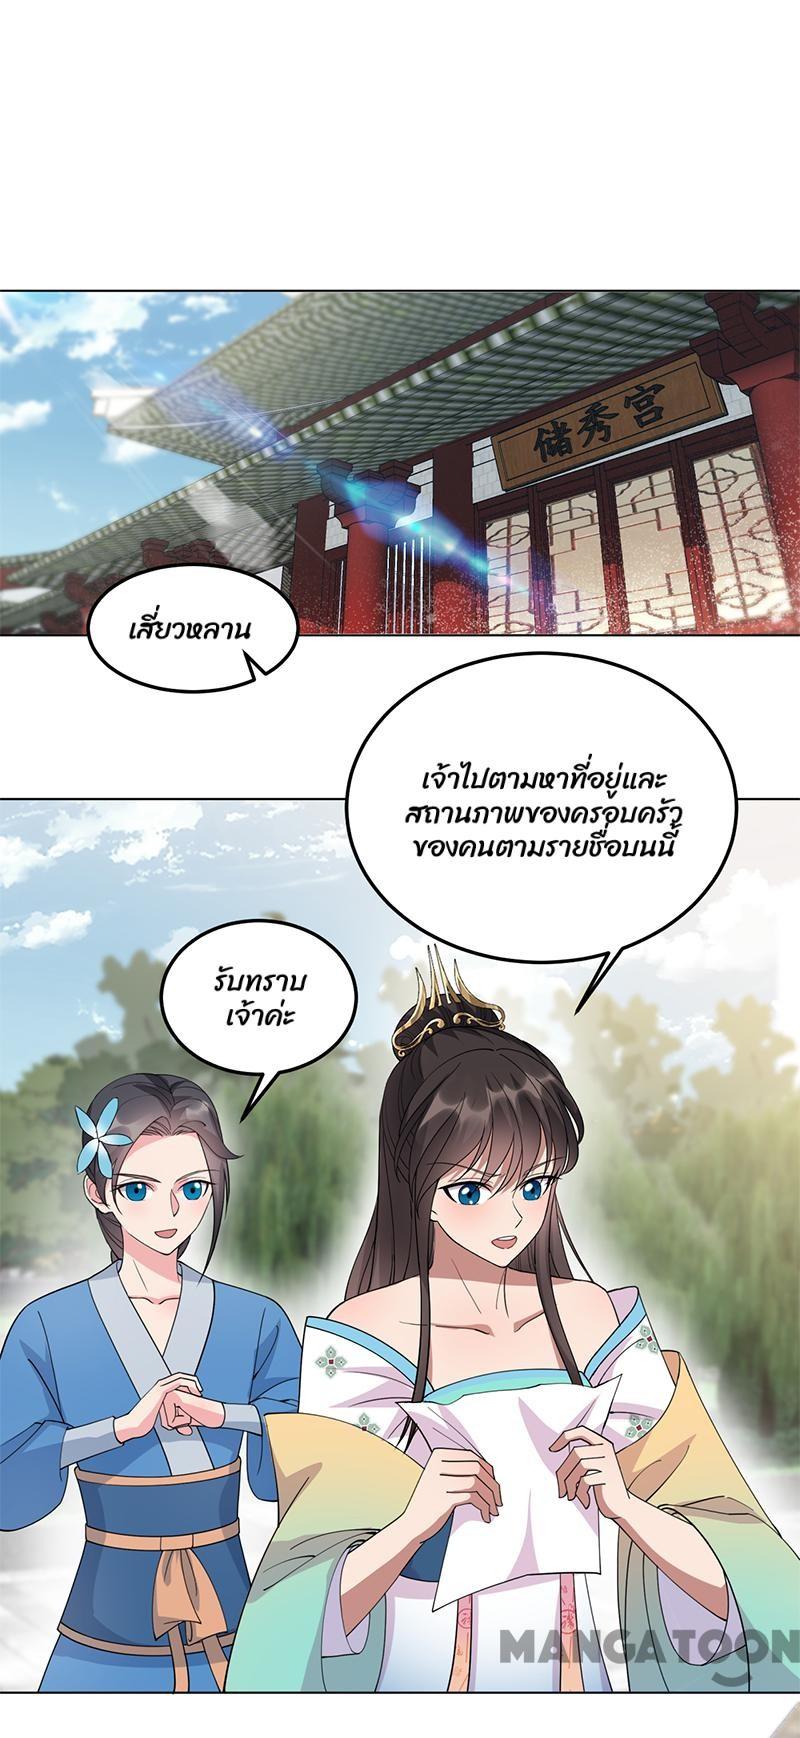 储秀宫
เสี่ยวหลาน
เจ้าไปตามหาที่อยู่และ
สถานภาพของครอบครัว
ของคนตามรายชื่อบนนี้
รับทราบ
เจ้าค่ะ
MANGATOON